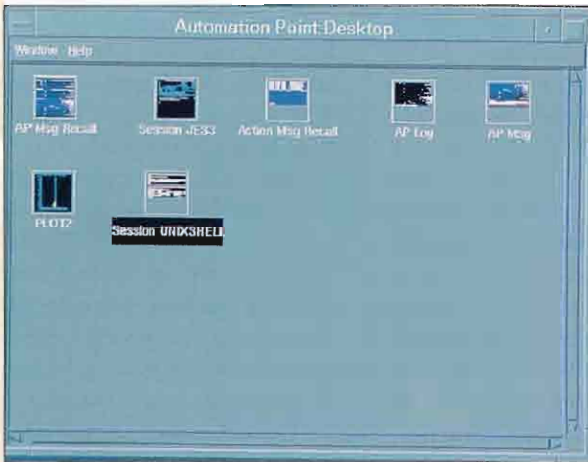 Automation Point Desktop
Window Help
AP Msg Recall
Session JES3
Action Msg Recall
AP Log
AP Msg
PLOT2
Session UNIXSHELL